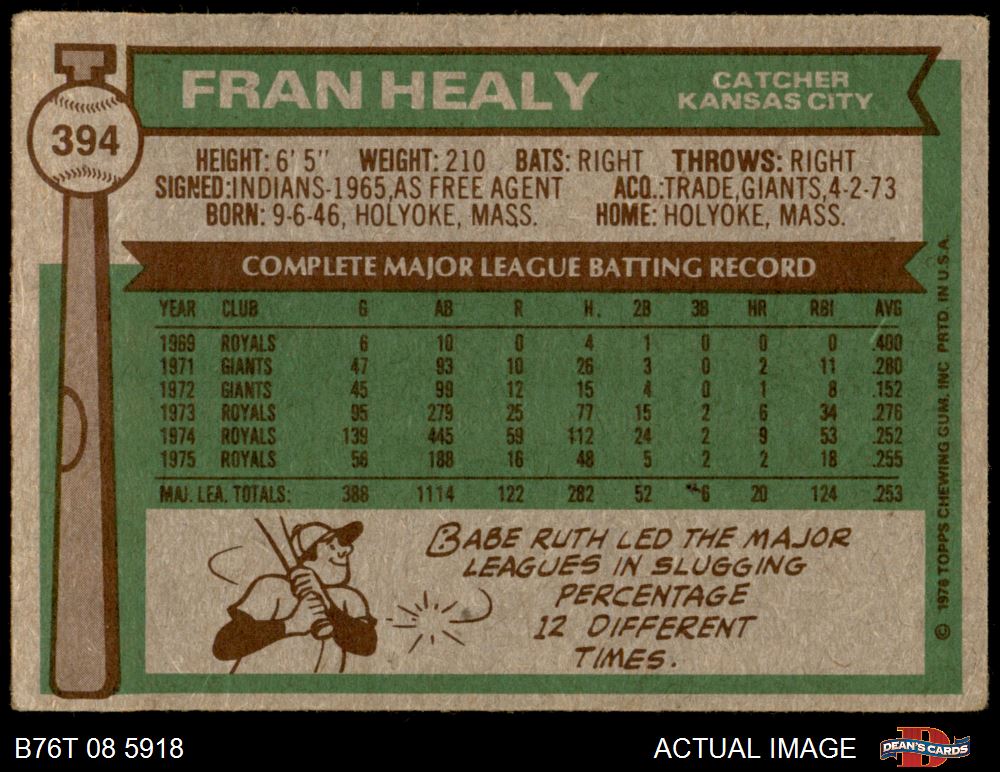 394
FRAN HEALY
CATCHER
KANSAS CITY
HEIGHT: 6' 5" WEIGHT: 210 BATS: RIGHT THROWS: RIGHT
SIGNED:INDIANS-1965,AS FREE AGENT ACQ.:TRADE,GIANTS,4-2-73
BORN: 9-6-46, HOLYOKE, MASS. HOME: HOLYOKE, MASS.
COMPLETE MAJOR LEAGUE BATTING RECORD
YEAR CLUB G AB R H. 2B 3B HR RBI AVG
1969 ROYALS 6 10 0 4 1 0 0 0 .400
1971 GIANTS 47 93 10 26 3 0 2 11 .280
1972 GIANTS 45 99 12 15 4 0 1 8 .152
1973 ROYALS 95 279 25 77 15 2 6 34 .276
1974 ROYALS 139 445 59 112 24 2 9 53 .252
1975 ROYALS 56 188 16 48 5 2 2 18 .255
MAJ. LEA. TOTALS: 388 1114 122 282 52 6 20 124 .253
BABE RUTH LED THE MAJOR
LEAGUES IN SLUGGING
PERCENTAGE
12 DIFFERENT
TIMES.
© 1976 TOPPS CHEWING GUM, INC PRTD. IN U.S.A.
B76T 08 5918
ACTUAL IMAGE
DEAN'S CARDS